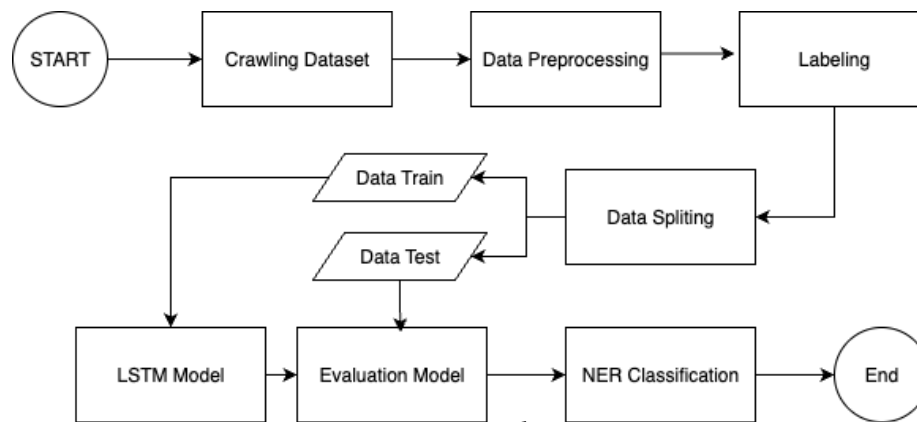 START
Crawling Dataset
Data Preprocessing
Labeling
Data Train
Data Spliting
Data Test
LSTM Model
Evaluation Model
NER Classification
End